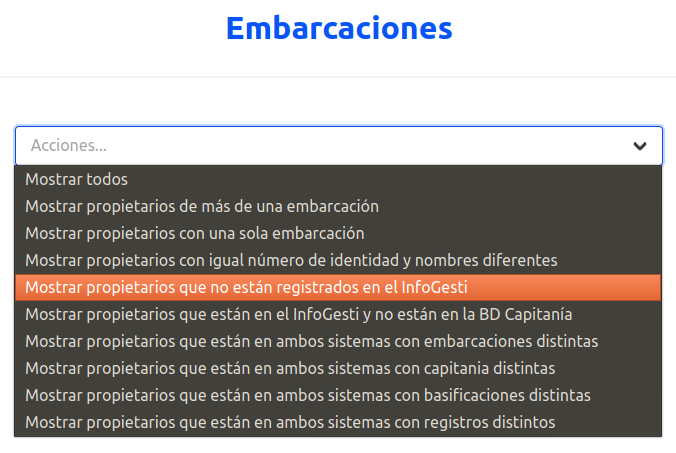 Embarcaciones
Acciones...
Mostrar todos
Mostrar propietarios de más de una embarcación
Mostrar propietarios con una sola embarcación
Mostrar propietarios con igual número de identidad y nombres diferentes
Mostrar propietarios que no están registrados en el InfoGesti
Mostrar propietarios que están en el InfoGesti y no están en la BD Capitanía
Mostrar propietarios que están en ambos sistemas con embarcaciones distintas
Mostrar propietarios que están en ambos sistemas con capitania distintas
Mostrar propietarios que están en ambos sistemas con basificaciones distintas
Mostrar propietarios que están en ambos sistemas con registros distintos